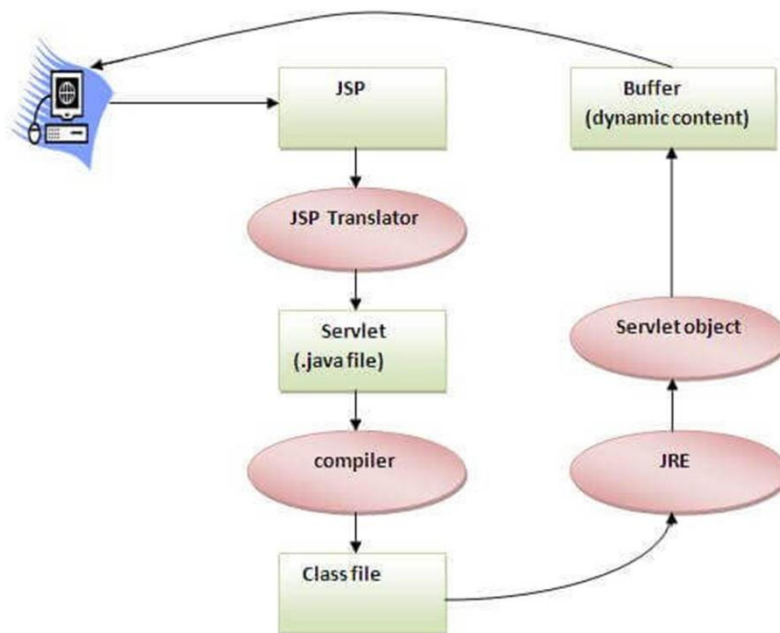 JSP
Buffer
(dynamic content)
JSP Translator
Servlet
(.java file)
Servlet object
compiler
JRE
Class file